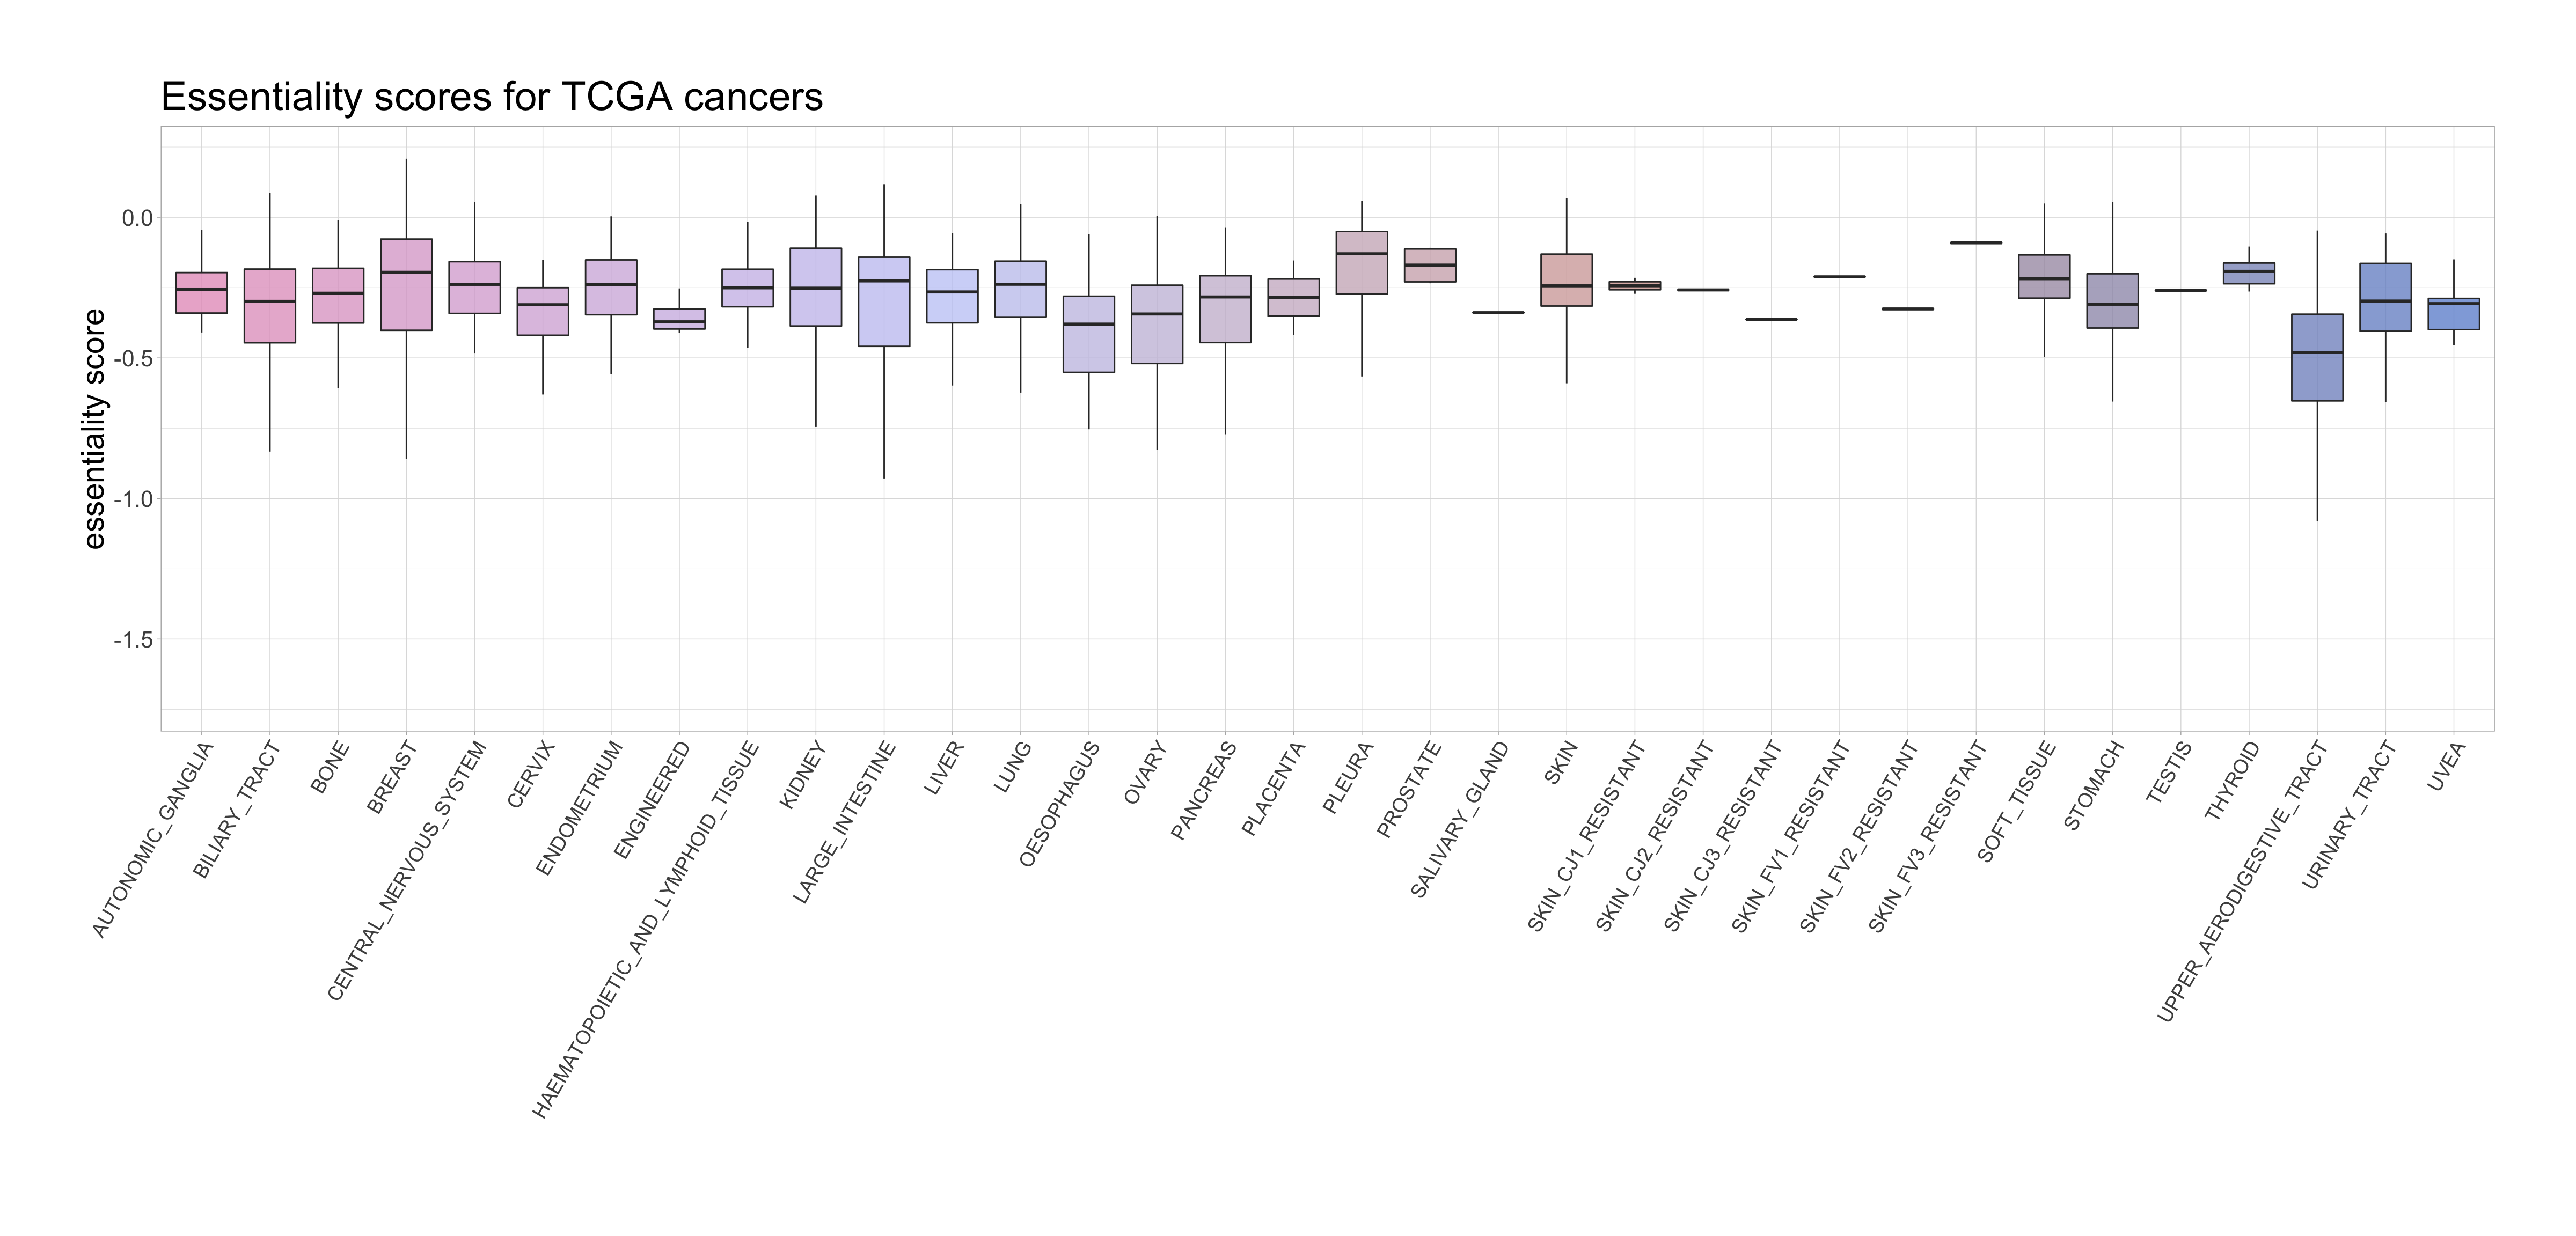 Essentiality scores for TCGA cancers
essentiality score
0.0
-0.5
-1.0
-1.5
AUTONOMIC_GANGLIA
BILIARY_TRACT
BONE
BREAST
CENTRAL_NERVOUS_SYSTEM
CERVIX
ENDOMETRIUM
ENGINEERED
HAEMATOPOIETIC_AND_LYMPHOID_TISSUE
KIDNEY
LARGE_INTESTINE
LIVER
LUNG
OESOPHAGUS
OVARY
PANCREAS
PLACENTA
PLEURA
PROSTATE
SALIVARY_GLAND
SKIN
SKIN_CJ1_RESISTANT
SKIN_CJ2_RESISTANT
SKIN_CJ3_RESISTANT
SKIN_FV1_RESISTANT
SKIN_FV2_RESISTANT
SKIN_FV3_RESISTANT
SOFT_TISSUE
STOMACH
TESTIS
THYROID
UPPER_AERODIGESTIVE_TRACT
URINARY_TRACT
UVEA